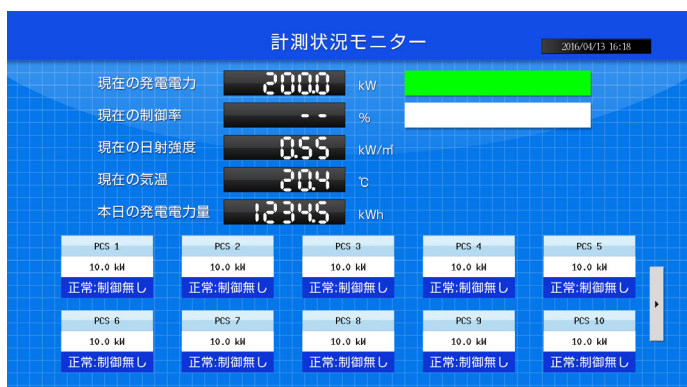 計測状況モニター
2016/04/13 16:18
現在の発電電力 200.0 kW
現在の制御率 -- %
現在の日射強度 0.55 kW/㎡
現在の気温 20.4 ℃
本日の発電電力量 1234.5 kWh
PCS 1 PCS 2 PCS 3 PCS 4 PCS 5
10.0 kW 10.0 kW 10.0 kW 10.0 kW 10.0 kW
正常:制御無し 正常:制御無し 正常:制御無し 正常:制御無し 正常:制御無し
PCS 6 PCS 7 PCS 8 PCS 9 PCS 10
10.0 kW 10.0 kW 10.0 kW 10.0 kW 10.0 kW
正常:制御無し 正常:制御無し 正常:制御無し 正常:制御無し 正常:制御無し